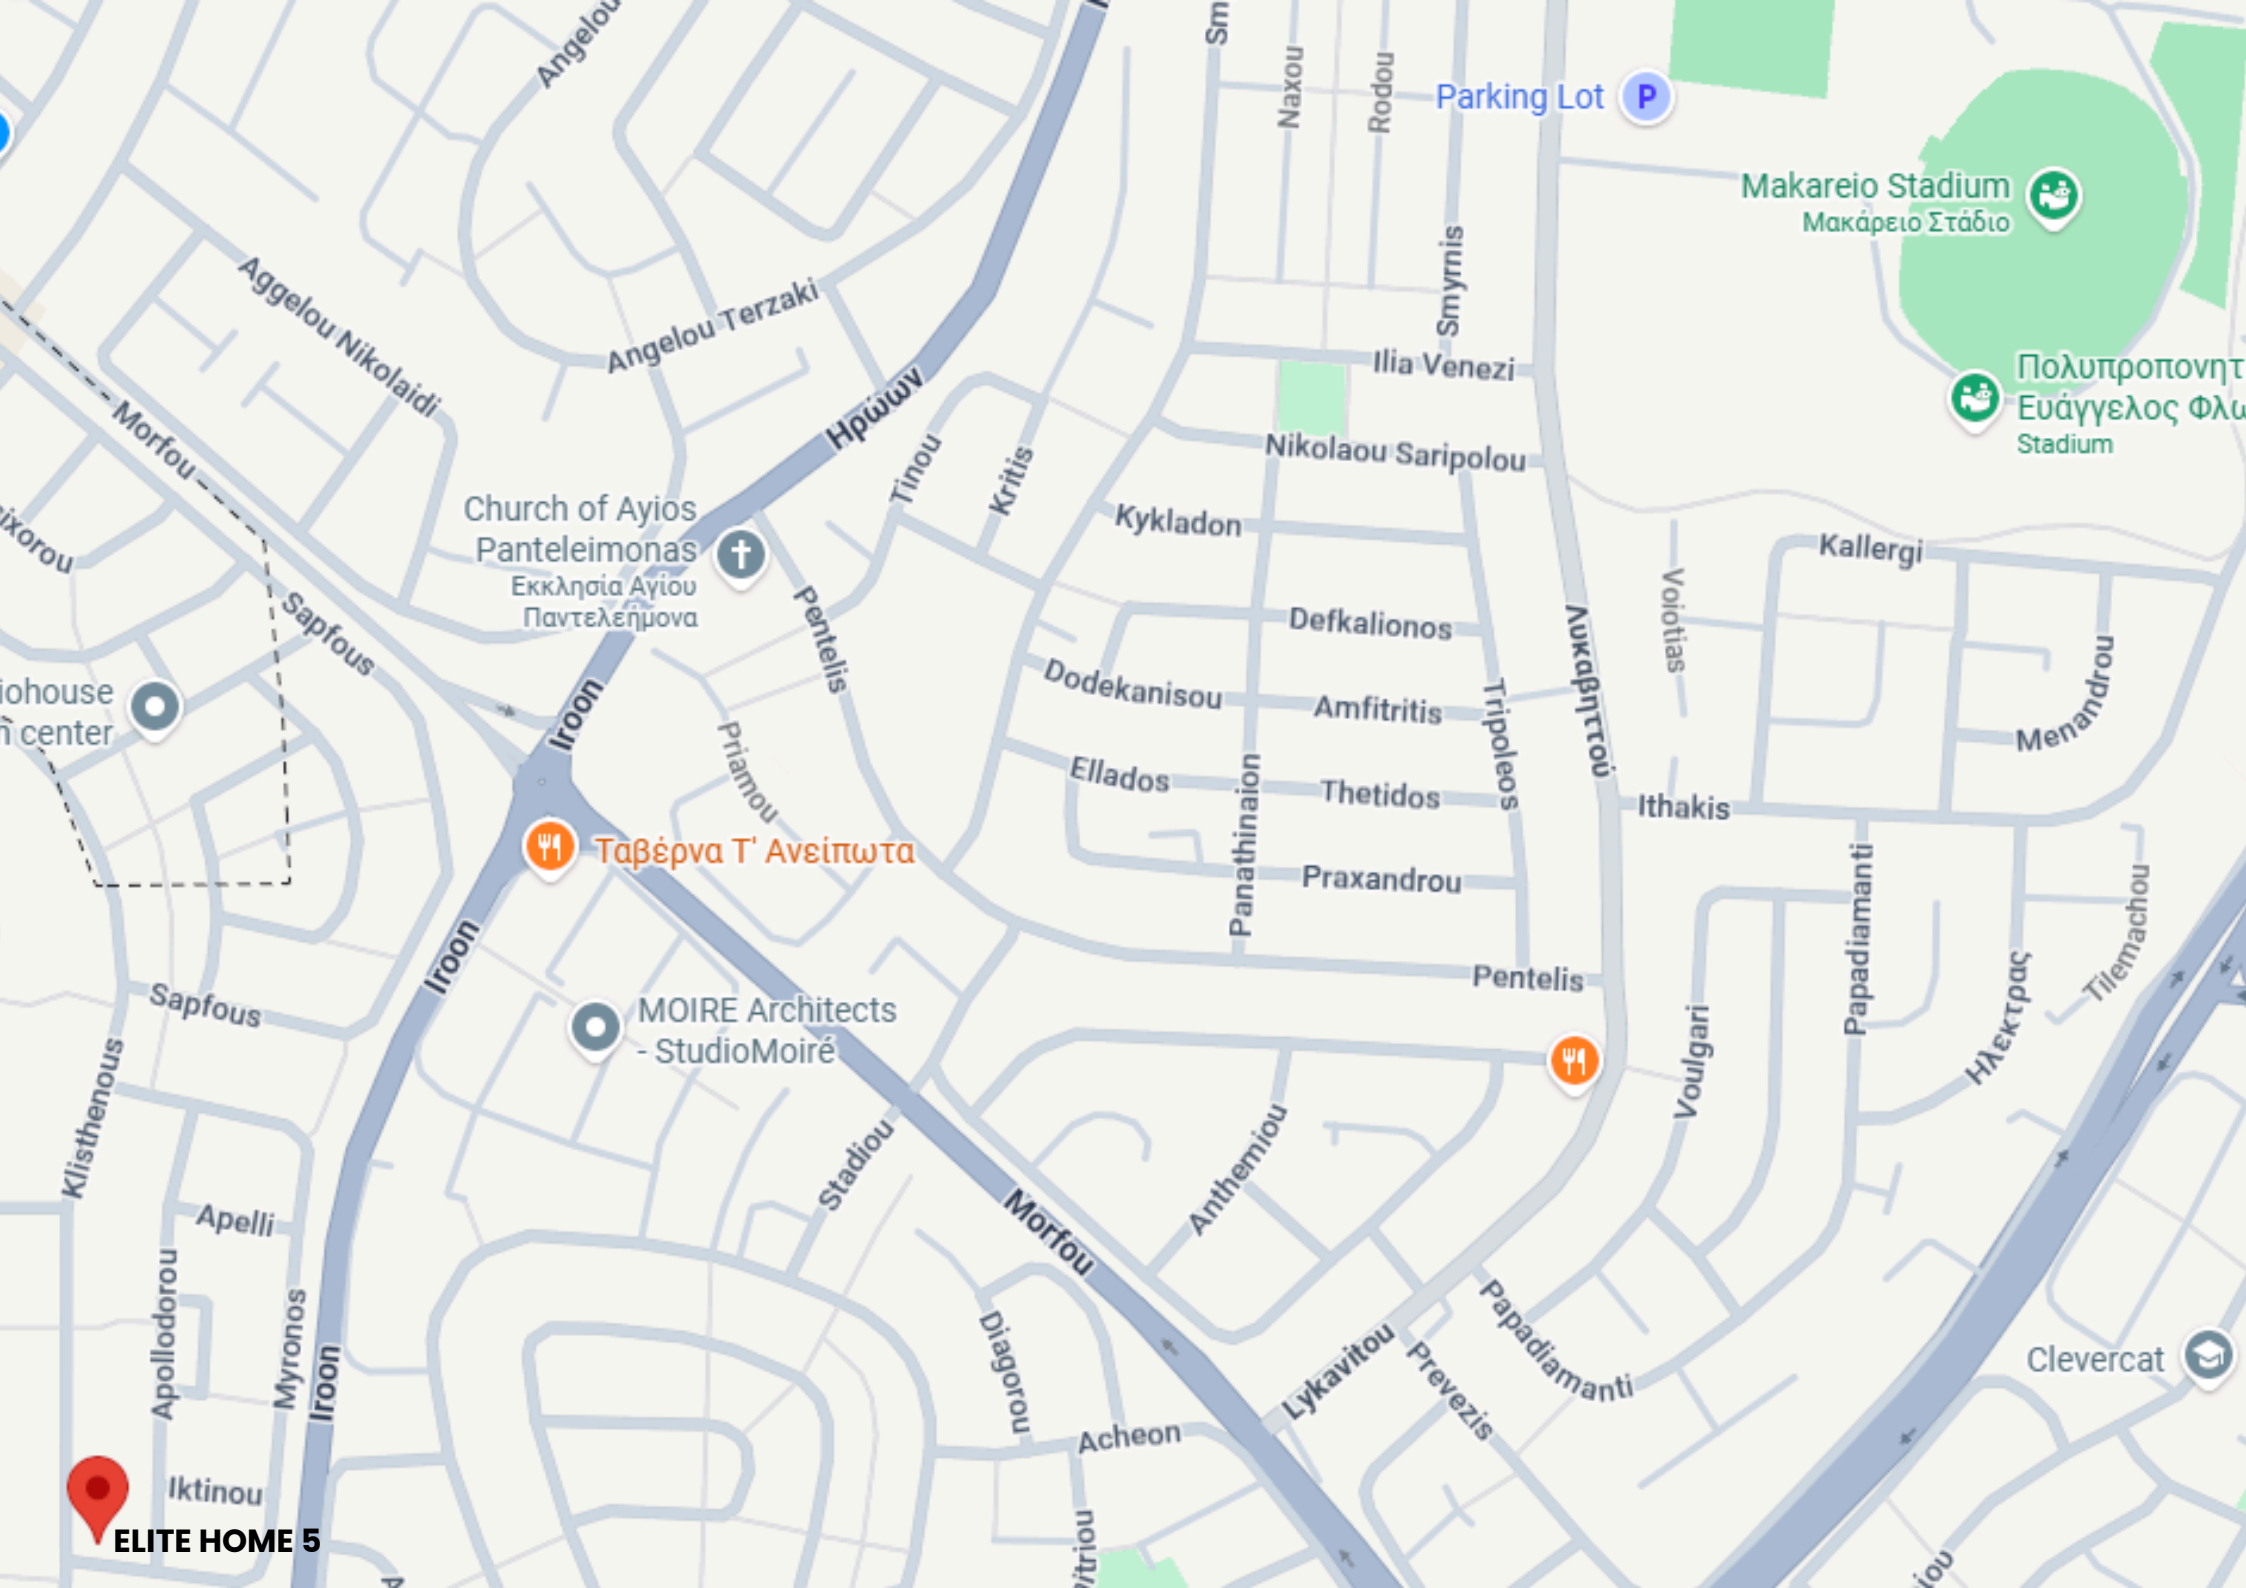 Angelou
Sm
Naxou
Rodou
Parking Lot
P
Makareio Stadium
Μακάρειο Στάδιο
Smyrnis
Aggelou Nikolaidi
Angelou Terzaki
Ilia Venezi
Πολυπροπονητ
Ευάγγελος Φλω
Stadium
Ηρώων
Morfou
Tinou
Kritis
Nikolaou Saripolou
Church of Ayios
Panteleimonas
Εκκλησία Αγίου
Παντελεήμονα
Kykladon
Kallergi
ixorou
Sapfous
Pentelis
Defkalionos
Voiotias
Λυκαβηττού
Menandrou
iohouse
n center
Iroon
Dodekanisou
Amfitritis
Tripoleos
Priamou
Ellados
Thetidos
Panathinaion
Ithakis
Ταβέρνα Τ' Ανείπωτα
Praxandrou
Papadiamanti
Tilemachou
Iroon
Pentelis
Sapfous
MOIRE Architects
- StudioMoiré
Voulgari
Ηλεκτρας
Klisthenous
Stadiou
Anthemiou
Morfou
Apelli
Apollodorou
Myronos
Iroon
Diagorou
Lykavitou
Prevezis
Papadiamanti
Clevercat
Acheon
Iktinou
ELITE HOME 5